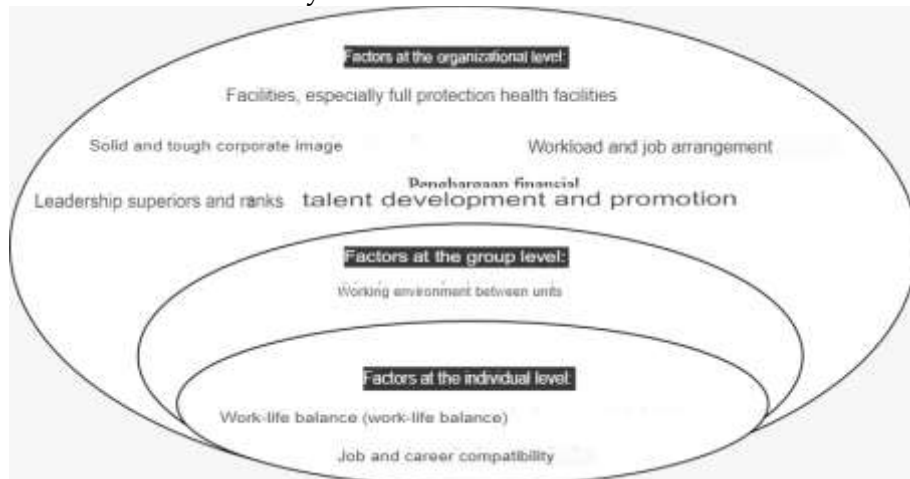 Factors at the organizational level:
Facilities, especially full protection health facilities
Solid and tough corporate image
Workload and job arrangement
Penghargaan financial
Leadership superiors and ranks
talent development and promotion
Factors at the group level:
Working environment between units
Factors at the individual level:
Work-life balance (work-life balance)
Job and career compatibility